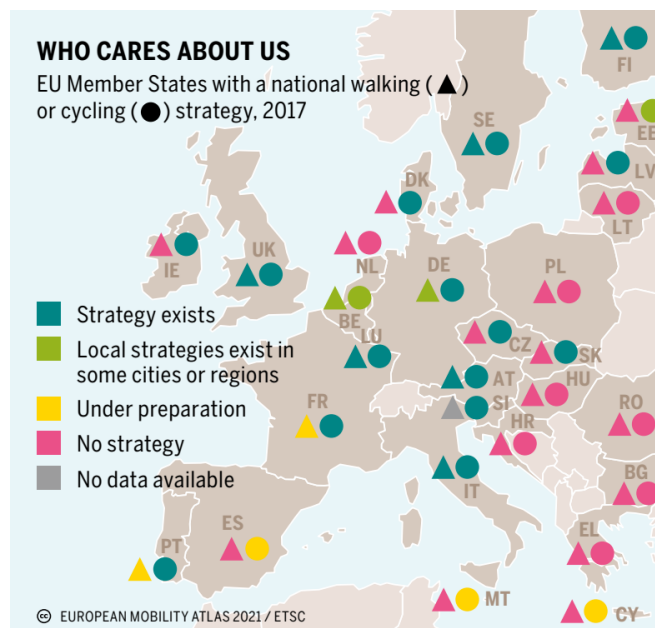 WHO CARES ABOUT US
EU Member States with a national walking ( )
or cycling ( ) strategy, 2017
FI
SE
EE
LV
DK
LT
IE
UK
NL
DE
PL
Strategy exists
BE
Local strategies exist in
some cities or regions
LU
CZ
SK
AT
HU
Under preparation
FR
SI
RO
No strategy
HR
No data available
IT
BG
ES
PT
EL
MT
CY
cc EUROPEAN MOBILITY ATLAS 2021 / ETSC